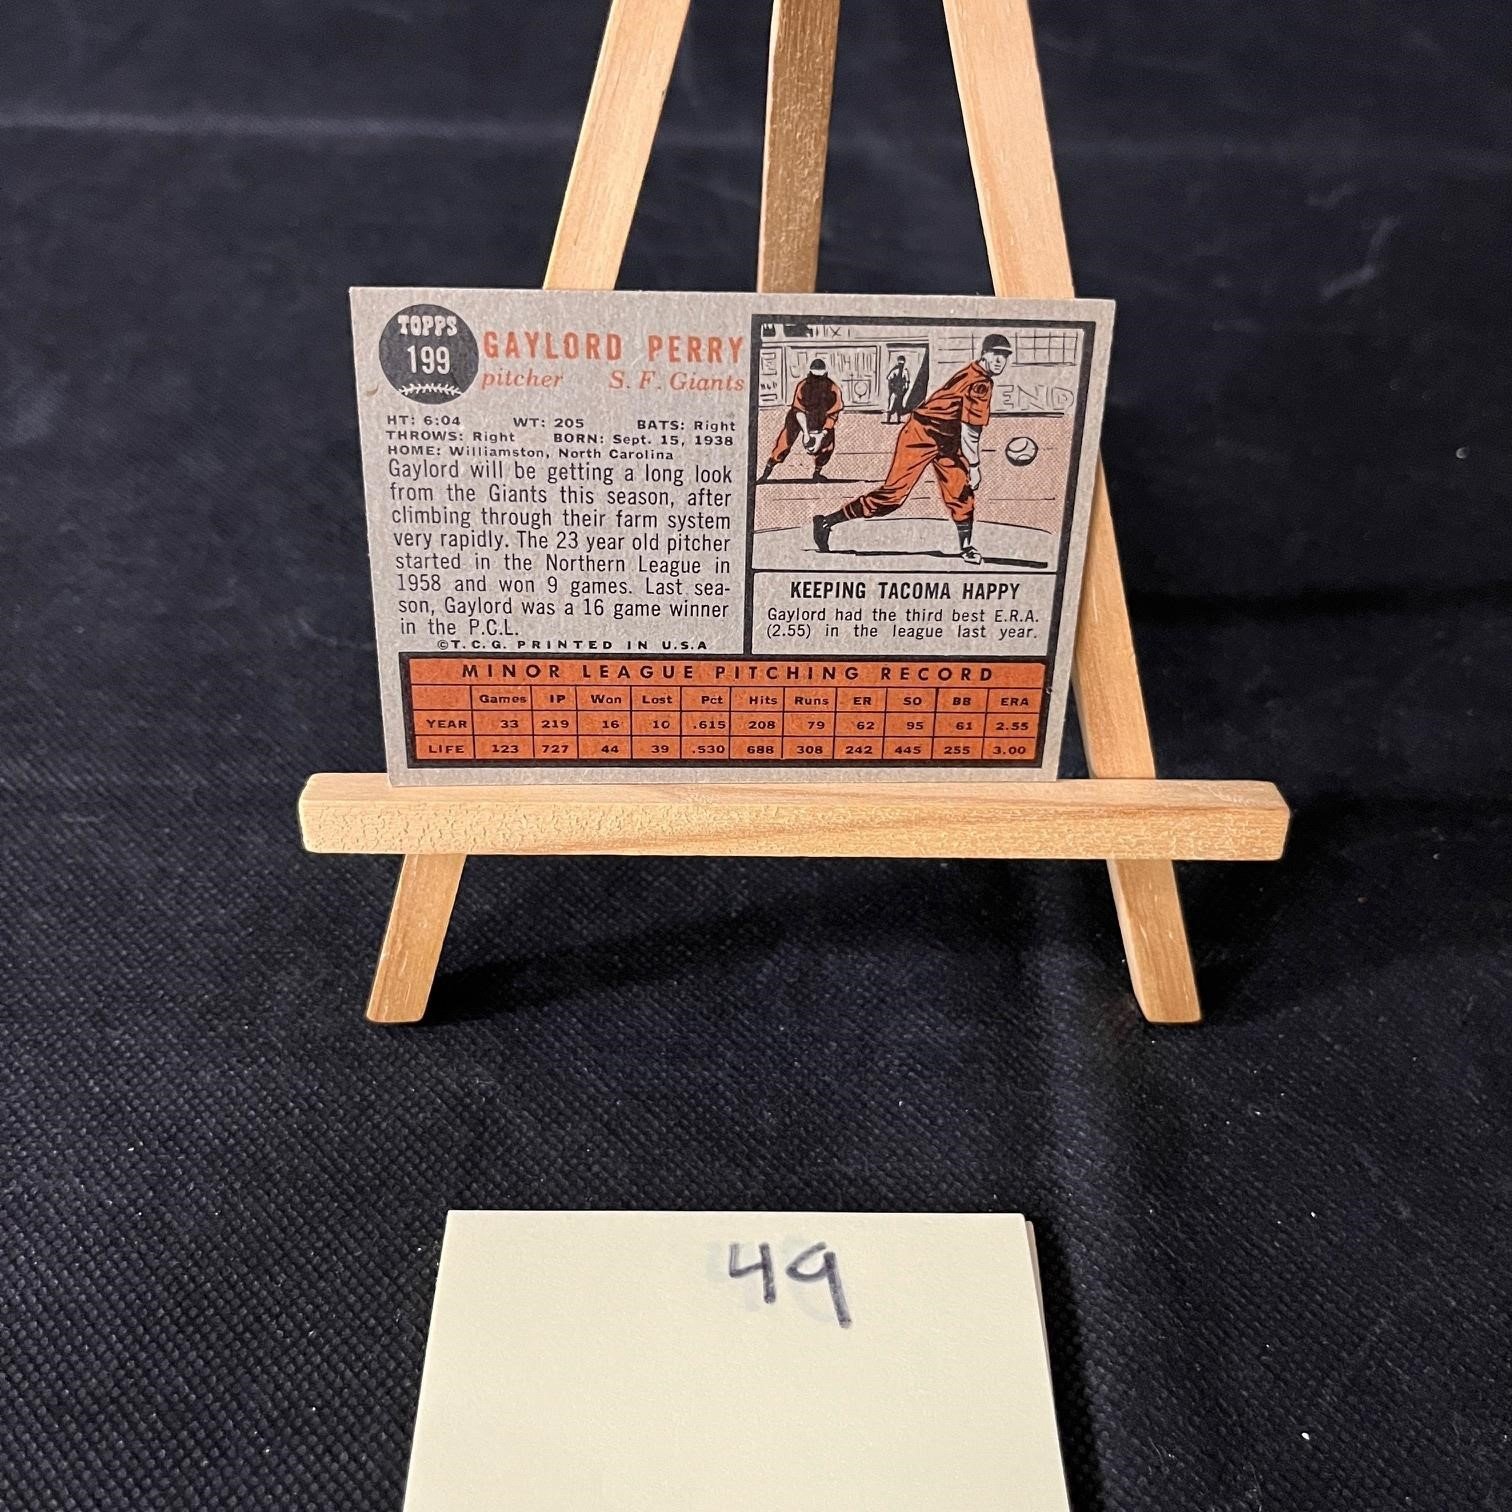 TOPPS
199
GAYLORD PERRY
pitcher S. F. Giants
HT: 6:04 WT: 205 BATS: Right
THROWS: Right BORN: Sept. 15, 1938
HOME: Williamston, North Carolina
Gaylord will be getting a long look
from the Giants this season, after
climbing through their farm system
very rapidly. The 23 year old pitcher
started in the Northern League in
1958 and won 9 games. Last sea-
son, Gaylord was a 16 game winner
in the P.C.L.
©T. C. G. PRINTED IN U.S.A
END
KEEPING TACOMA HAPPY
Gaylord had the third best E.R.A.
(2.55) in the league last year.
MINOR LEAGUE PITCHING RECORD
Games IP Won Lost Pct Hits Runs ER SO BB ERA
YEAR 33 219 16 10 .615 208 79 62 95 61 2.55
LIFE 123 727 44 39 .530 688 308 242 445 255 3.00
49